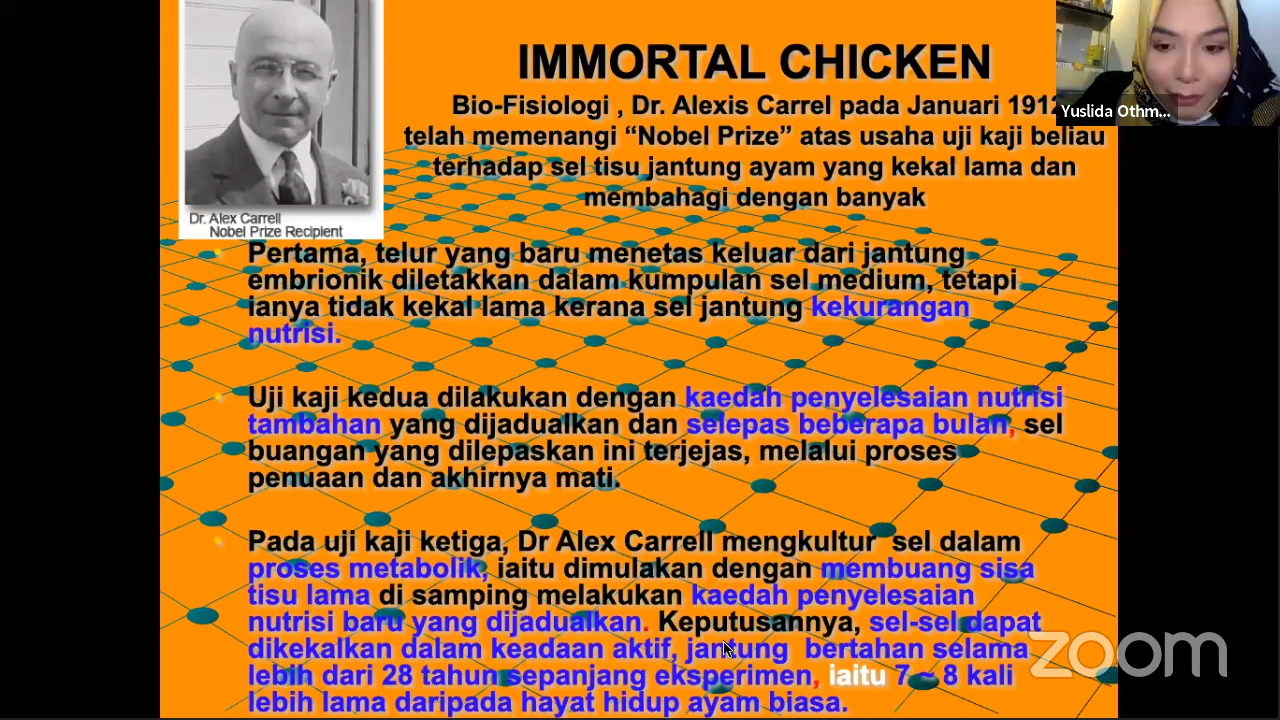 IMMORTAL CHICKEN
Bio-Fisiologi , Dr. Alexis Carrel pada Januari 1912
telah memenangi “Nobel Prize” atas usaha uji kaji beliau
terhadap sel tisu jantung ayam yang kekal lama dan
membahagi dengan banyak
Yuslida Othm...
Dr. Alex Carrell
Nobel Prize Recipient
Pertama, telur yang baru menetas keluar dari jantung
embrionik diletakkan dalam kumpulan sel medium, tetapi
ianya tidak kekal lama kerana sel jantung kekurangan
nutrisi.
Uji kaji kedua dilakukan dengan kaedah penyelesaian nutrisi
tambahan yang dijadualkan dan selepas beberapa bulan, sel
buangan yang dilepaskan ini terjejas, melalui proses
penuaan dan akhirnya mati.
Pada uji kaji ketiga, Dr Alex Carrell mengkultur sel dalam
proses metabolik, iaitu dimulakan dengan membuang sisa
tisu lama di samping melakukan kaedah penyelesaian
nutrisi baru yang dijadualkan. Keputusannya, sel-sel dapat
dikekalkan dalam keadaan aktif, jantung bertahan selama
lebih dari 28 tahun sepanjang eksperimen, iaitu 7 ~ 8 kali
lebih lama daripada hayat hidup ayam biasa.
zoom